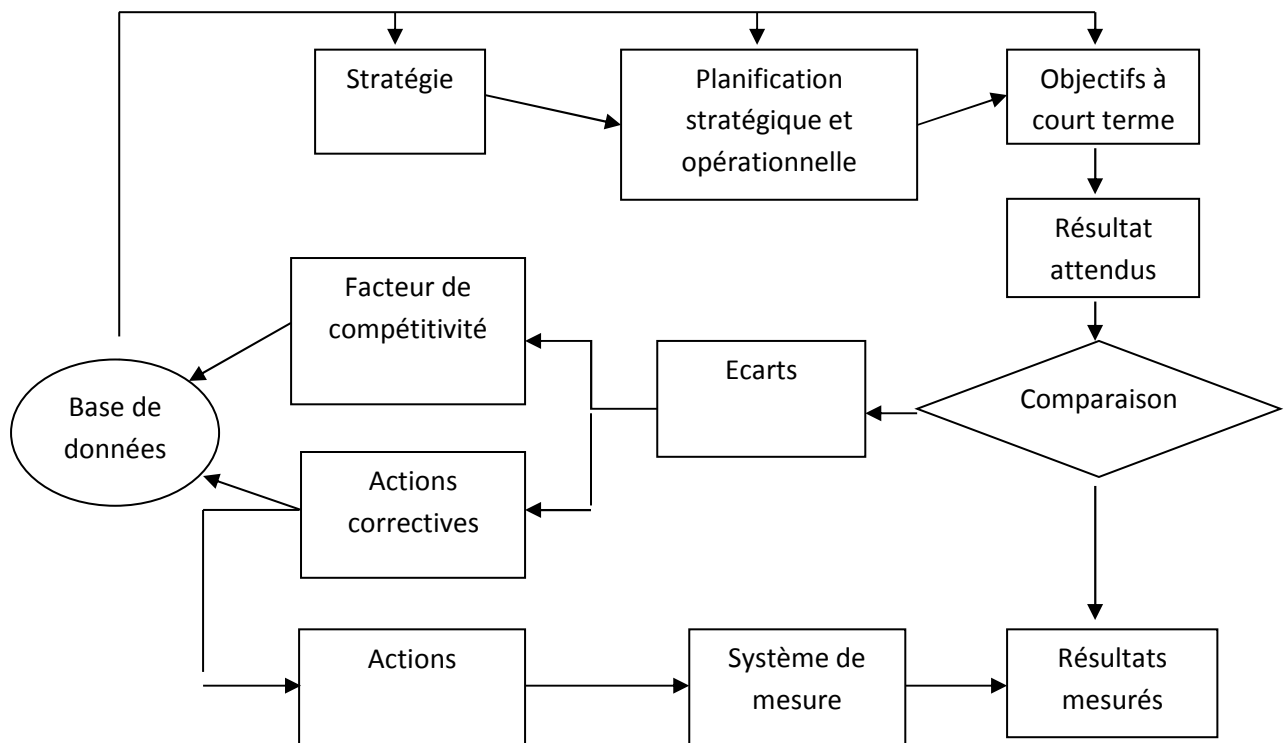 Stratégie
Planification
stratégique et
opérationnelle
Objectifs à
court terme
Résultat
attendus
Facteur de
compétitivité
Ecarts
Comparaison
Base de
données
Actions
correctives
Actions
Système de
mesure
Résultats
mesurés